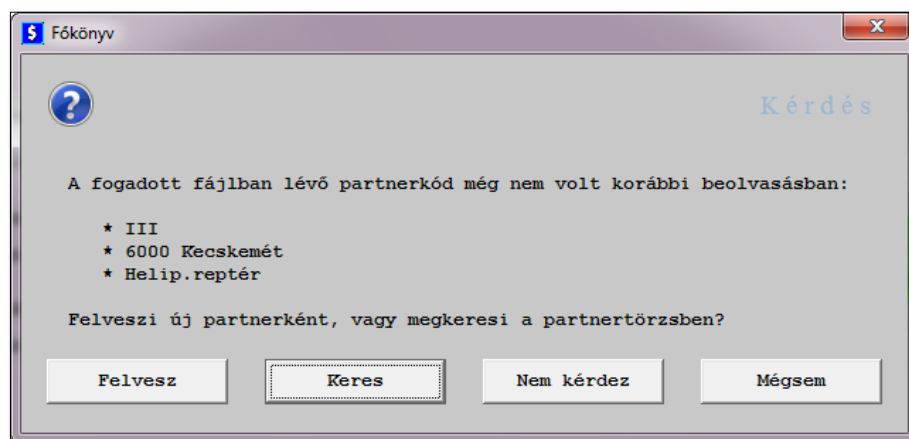 Főkönyv
Kérdés
A fogadott fájlban lévő partnerkód még nem volt korábbi beolvasásban:
* III
* 6000 Kecskemét
* Helip.reptér
Felveszi új partnerként, vagy megkeresi a partnertörzsben?
Felvesz Keres Nem kérdez Mégsem